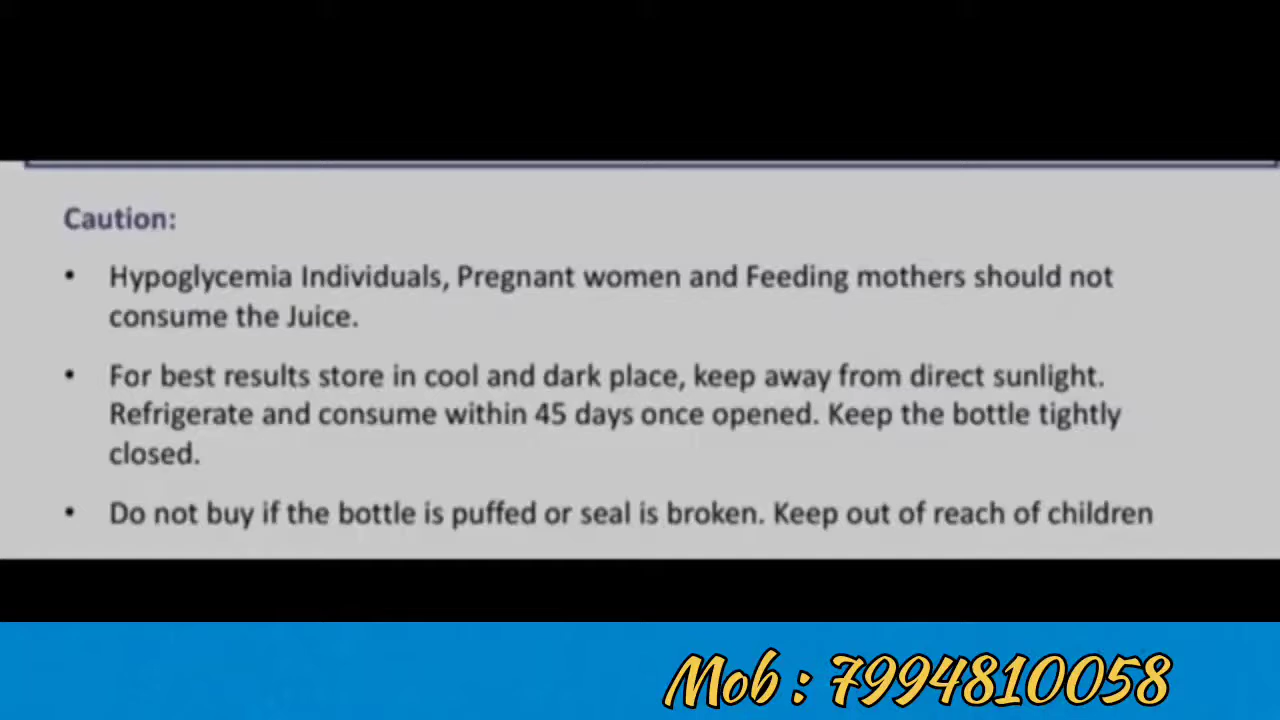 Caution:
• Hypoglycemia Individuals, Pregnant women and Feeding mothers should not
consume the Juice.
• For best results store in cool and dark place, keep away from direct sunlight.
Refrigerate and consume within 45 days once opened. Keep the bottle tightly
closed.
• Do not buy if the bottle is puffed or seal is broken. Keep out of reach of children
Mob : 7994810058